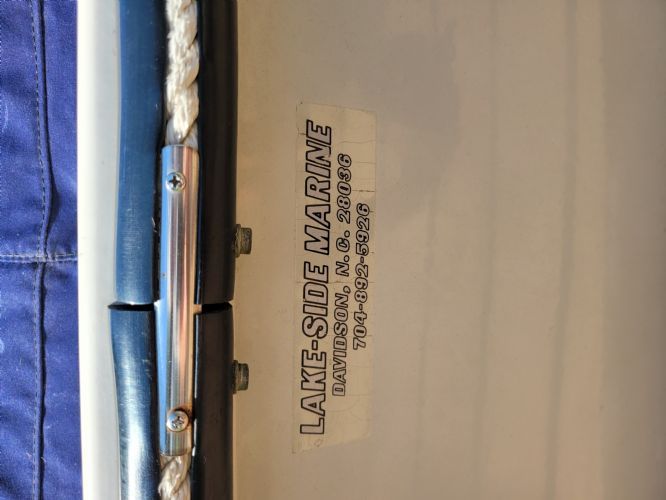 LAKE-SIDE MARINE
DAVIDSON, N.C. 28036
704-892-5926